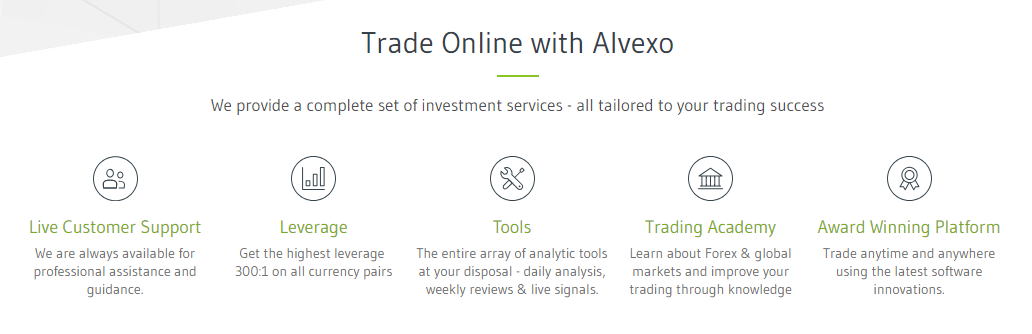 Trade Online with Alvexo
We provide a complete set of investment services - all tailored to your trading success
Live Customer Support
We are always available for
professional assistance and
guidance.
Leverage
Get the highest leverage
300:1 on all currency pairs
Tools
The entire array of analytic tools
at your disposal - daily analysis,
weekly reviews & live signals.
Trading Academy
Learn about Forex & global
markets and improve your
trading through knowledge
Award Winning Platform
Trade anytime and anywhere
using the latest software
innovations.